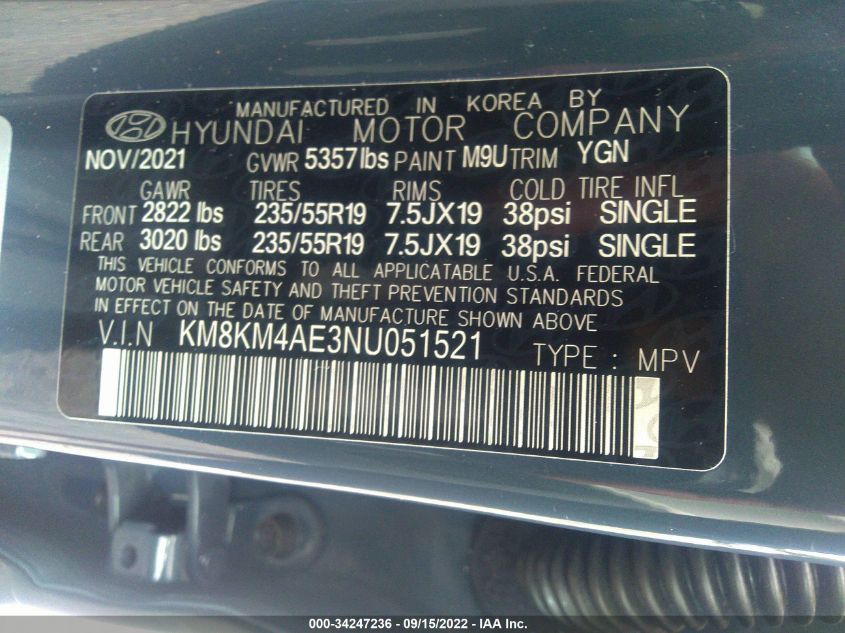 MANUFACTURED IN KOREA BY
HYUNDAI MOTOR COMPANY
NOV/2021 GVWR 5357lbs PAINT M9U TRIM YGN
GAWR TIRES RIMS COLD TIRE INFL
FRONT 2822 lbs 235/55R19 7.5JX19 38psi SINGLE
REAR 3020 lbs 235/55R19 7.5JX19 38psi SINGLE
THIS VEHICLE CONFORMS TO ALL APPLICATABLE U.S.A. FEDERAL
MOTOR VEHICLE SAFETY AND THEFT PREVENTION STANDARDS
IN EFFECT ON THE DATE OF MANUFACTURE SHOWN ABOVE
V.I.N KM8KM4AE3NU051521 TYPE : MPV
000-34247236 - 09/15/2022 - IAA Inc.